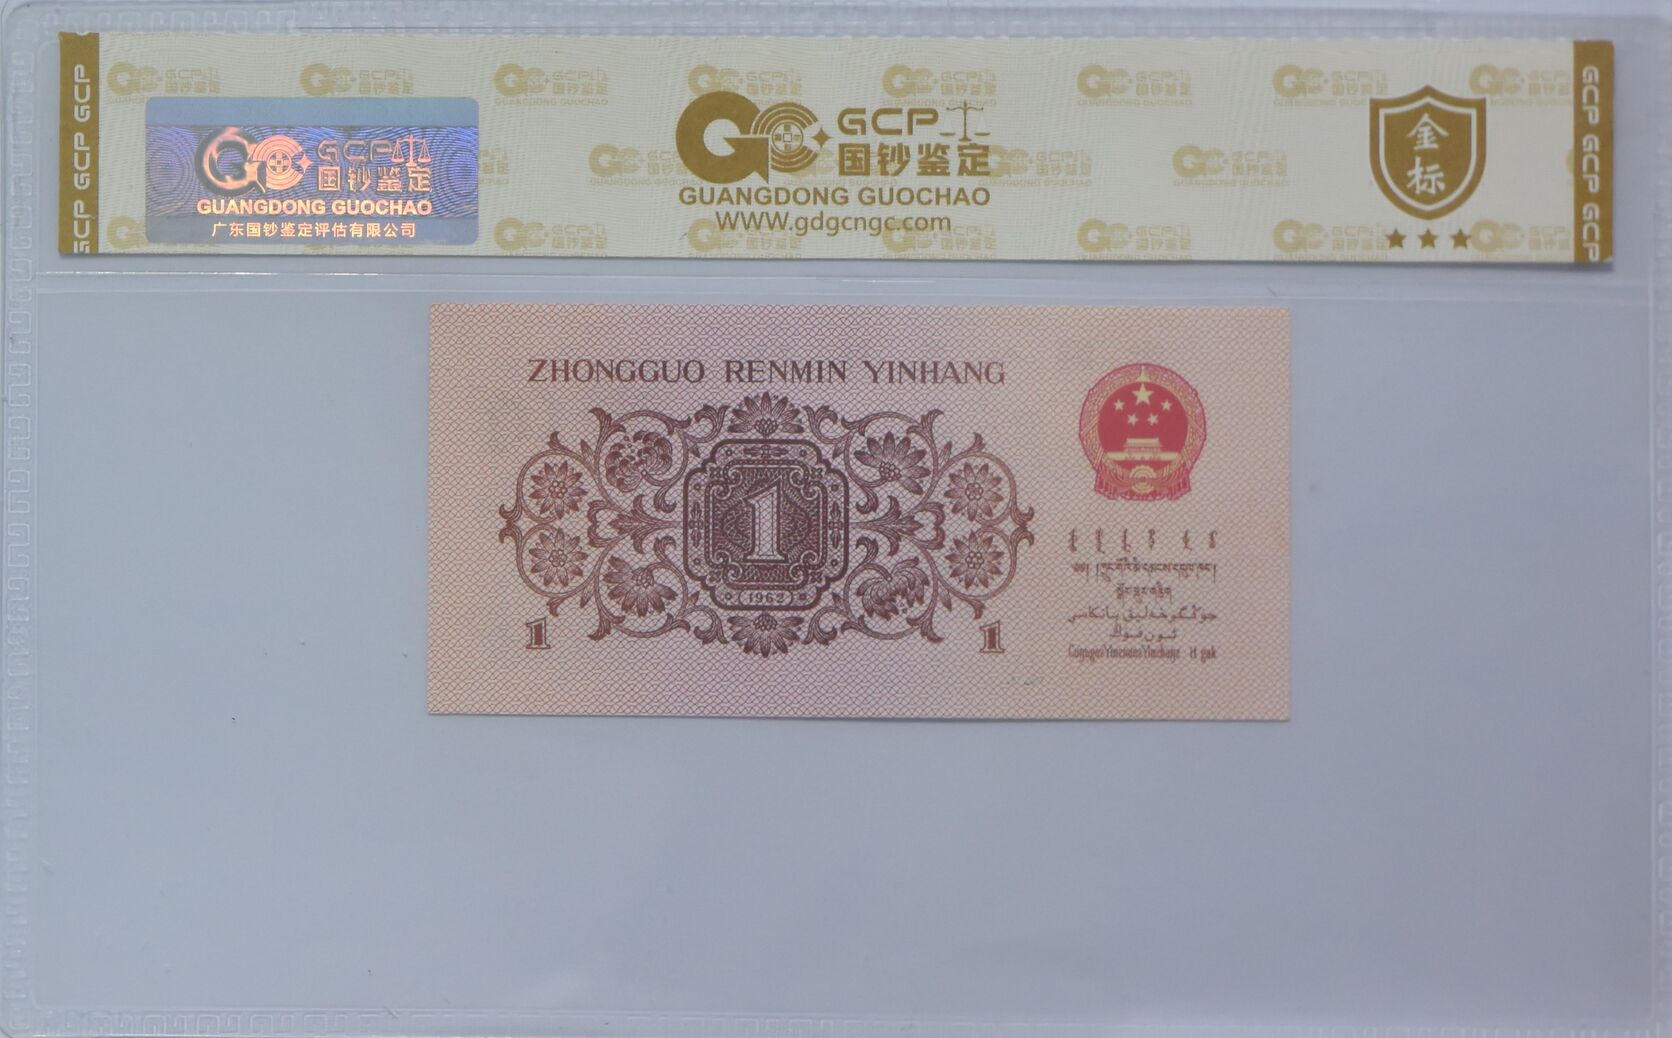 GCP GCP GCP
GCP
国钞鉴定
GUANGDONG GUOCHAO
广东国钞鉴定评估有限公司
GCP
国钞鉴定
GUANGDONG GUOCHAO
WWW.gdgcngc.com
金标
GCP GCP GCP
ZHONGGUO RENMIN YINHANG
1
(1962)
1
1